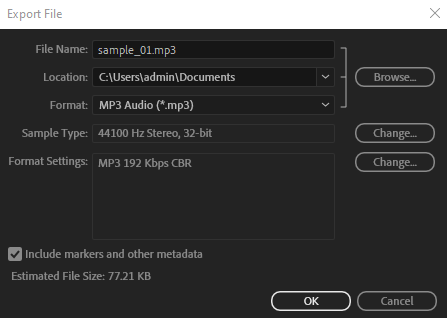 Export File
File Name: sample_01.mp3
Location: C:\Users\admin\Documents Browse...
Format: MP3 Audio (*.mp3)
Sample Type: 44100 Hz Stereo, 32-bit Change...
Format Settings: MP3 192 Kbps CBR Change...
Include markers and other metadata
Estimated File Size: 77.21 KB
OK Cancel